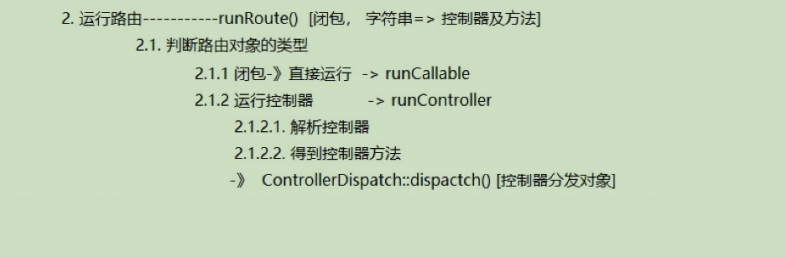 2. 运行路由-----------runRoute()  [闭包， 字符串=> 控制器及方法]
2.1. 判断路由对象的类型
2.1.1 闭包-》直接运行  -> runCallable
2.1.2 运行控制器  -> runController
2.1.2.1. 解析控制器
2.1.2.2. 得到控制器方法
-》 ControllerDispatch::dispactch() [控制器分发对象]